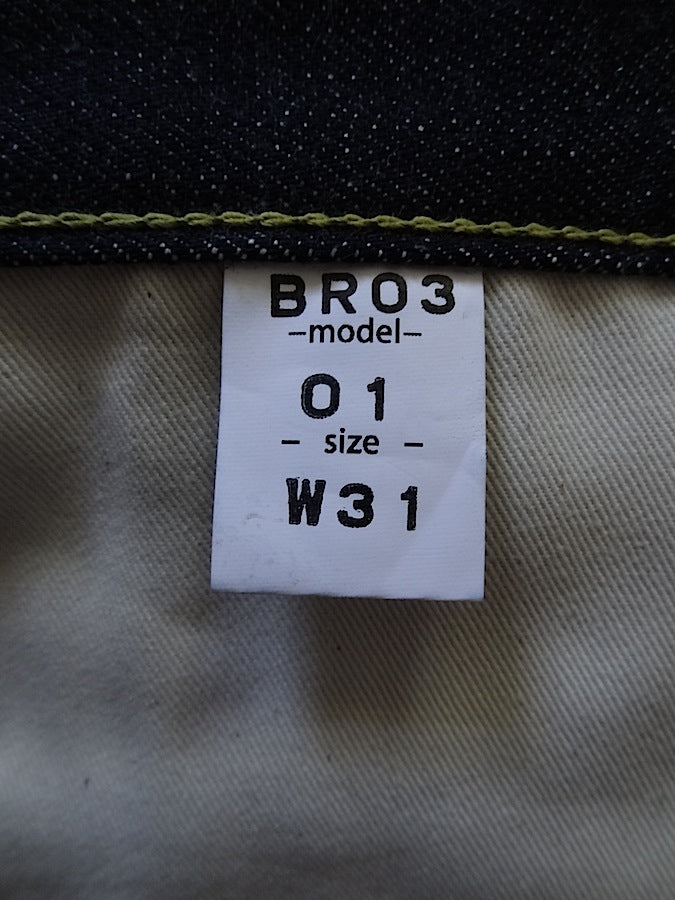 BR03
–model–
01
– size –
W31